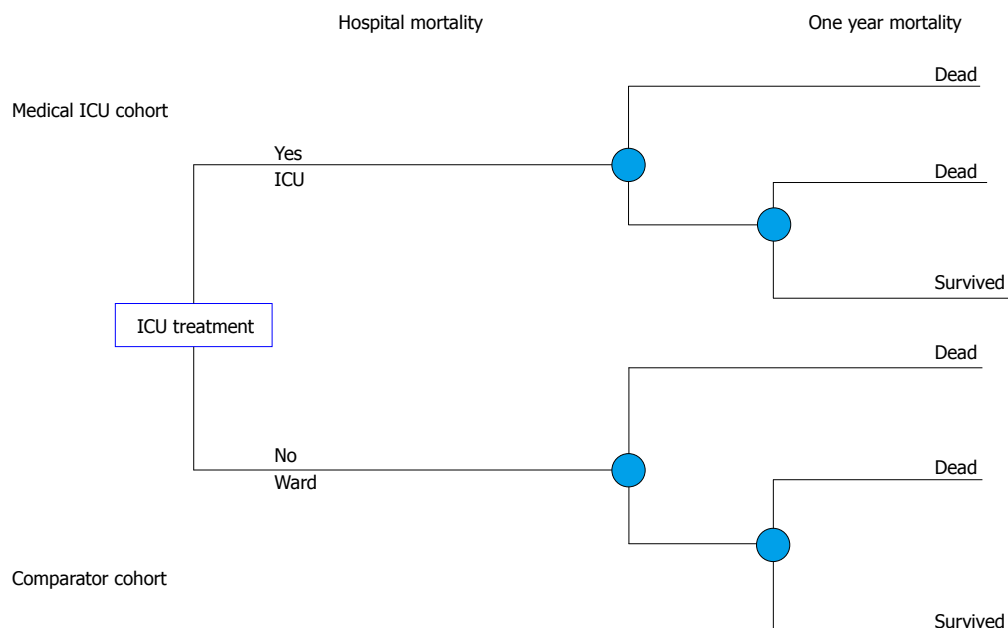 Hospital mortality
One year mortality
Dead
Medical ICU cohort
Yes
ICU
Dead
Survived
ICU treatment
Dead
No
Ward
Dead
Comparator cohort
Survived